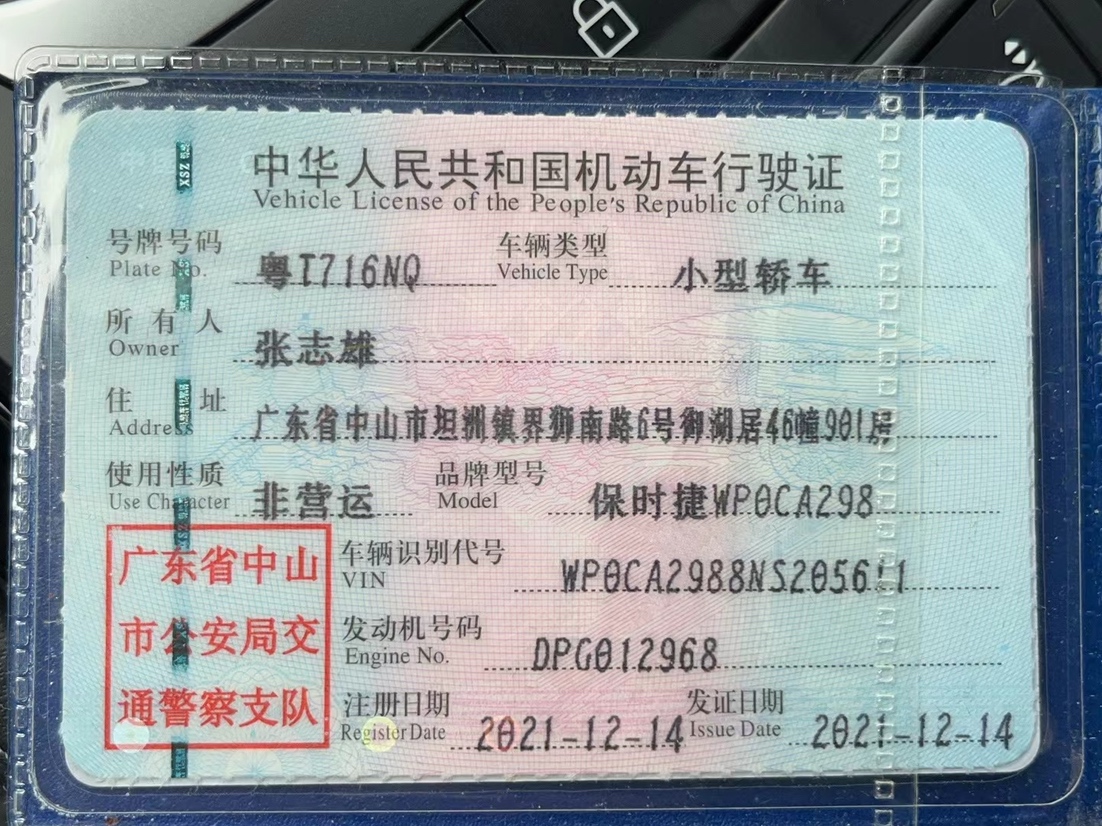 中华人民共和国机动车行驶证
Vehicle License of the People's Republic of China
号牌号码 粤T716NQ 车辆类型 小型轿车
Plate No. Vehicle Type
所有人 张志雄
Owner
住址 广东省中山市坦洲镇界狮南路6号御湖居46幢901房
Address
使用性质 非营运 品牌型号 保时捷WP0CA298
Use Character Model
广东省中山
市公安局交
通警察支队
车辆识别代号 WP0CA2988NS205611
VIN
发动机号码 DPG012968
Engine No.
注册日期 2021-12-14 发证日期 2021-12-14
Register Date Issue Date
XSZ